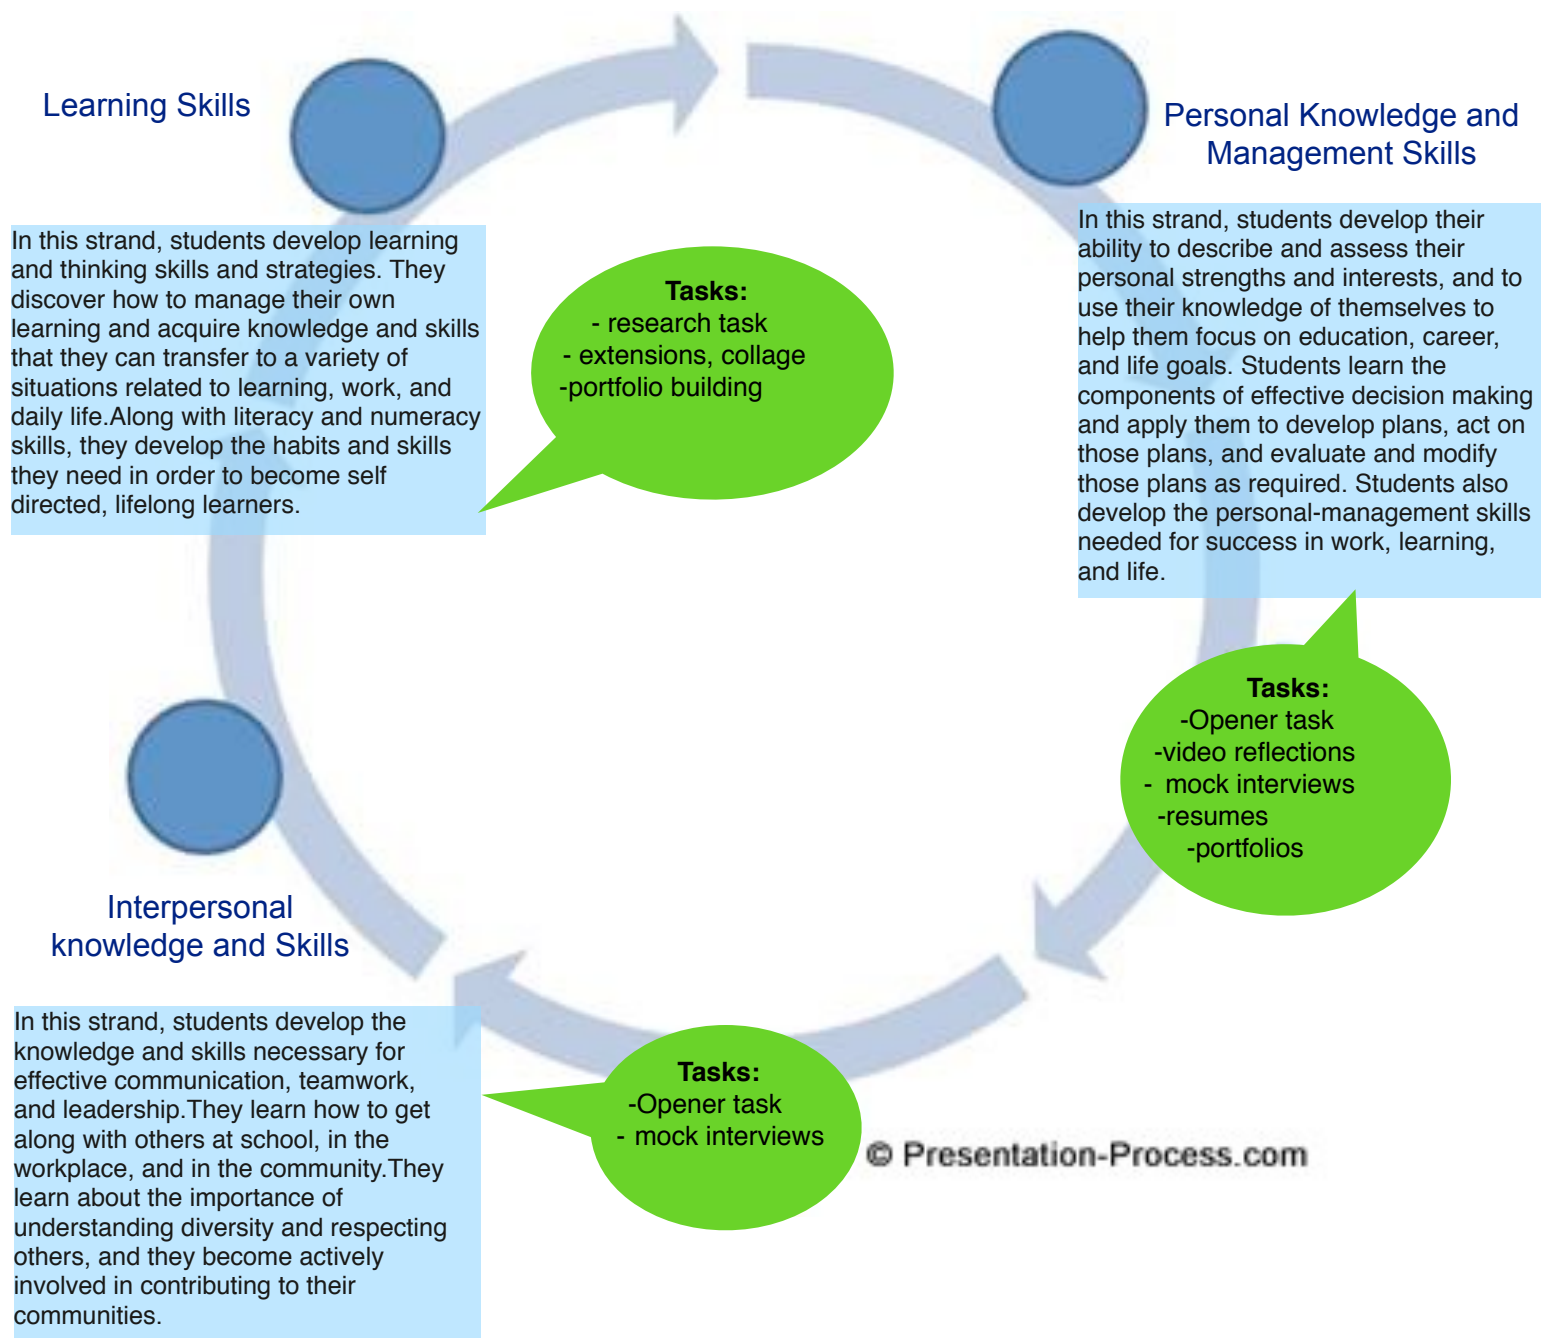 Learning Skills
In this strand, students develop learning
and thinking skills and strategies. They
discover how to manage their own
learning and acquire knowledge and skills
that they can transfer to a variety of
situations related to learning, work, and
daily life.Along with literacy and numeracy
skills, they develop the habits and skills
they need in order to become self
directed, lifelong learners.
Tasks:
- research task
- extensions, collage
-portfolio building
Personal Knowledge and
Management Skills
In this strand, students develop their
ability to describe and assess their
personal strengths and interests, and to
use their knowledge of themselves to
help them focus on education, career,
and life goals. Students learn the
components of effective decision making
and apply them to develop plans, act on
those plans, and evaluate and modify
those plans as required. Students also
develop the personal-management skills
needed for success in work, learning,
and life.
Tasks:
-Opener task
-video reflections
- mock interviews
-resumes
-portfolios
Interpersonal
knowledge and Skills
In this strand, students develop the
knowledge and skills necessary for
effective communication, teamwork,
and leadership.They learn how to get
along with others at school, in the
workplace, and in the community.They
learn about the importance of
understanding diversity and respecting
others, and they become actively
involved in contributing to their
communities.
Tasks:
-Opener task
- mock interviews
© Presentation-Process.com